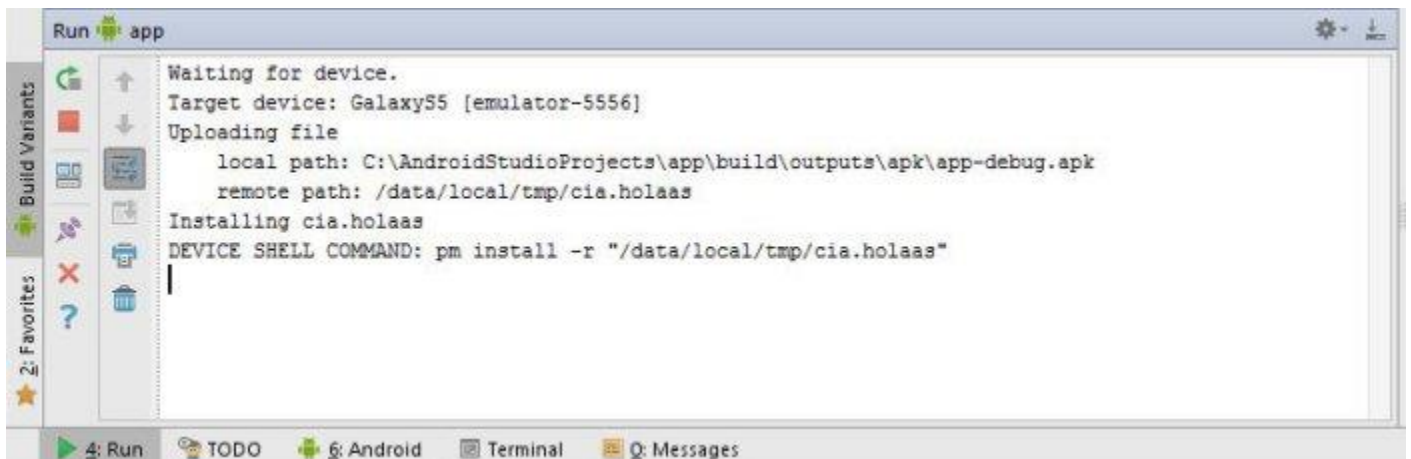 Run app
Build Variants
2: Favorites
Waiting for device.
Target device: GalaxyS5 [emulator-5556]
Uploading file
local path: C:\AndroidStudioProjects\app\build\outputs\apk\app-debug.apk
remote path: /data/local/tmp/cia.holaas
Installing cia.holaas
DEVICE SHELL COMMAND: pm install -r "/data/local/tmp/cia.holaas"
4: Run TODO 6: Android Terminal 0: Messages